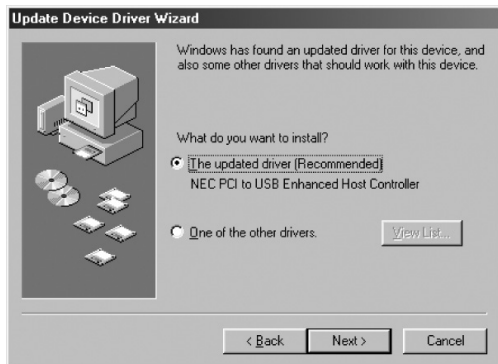 Update Device Driver Wizard
Windows has found an updated driver for this device, and
also some other drivers that should work with this device.
What do you want to install?
The updated driver (Recommended)
NEC PCI to USB Enhanced Host Controller
One of the other drivers.
View List...
< Back
Next >
Cancel